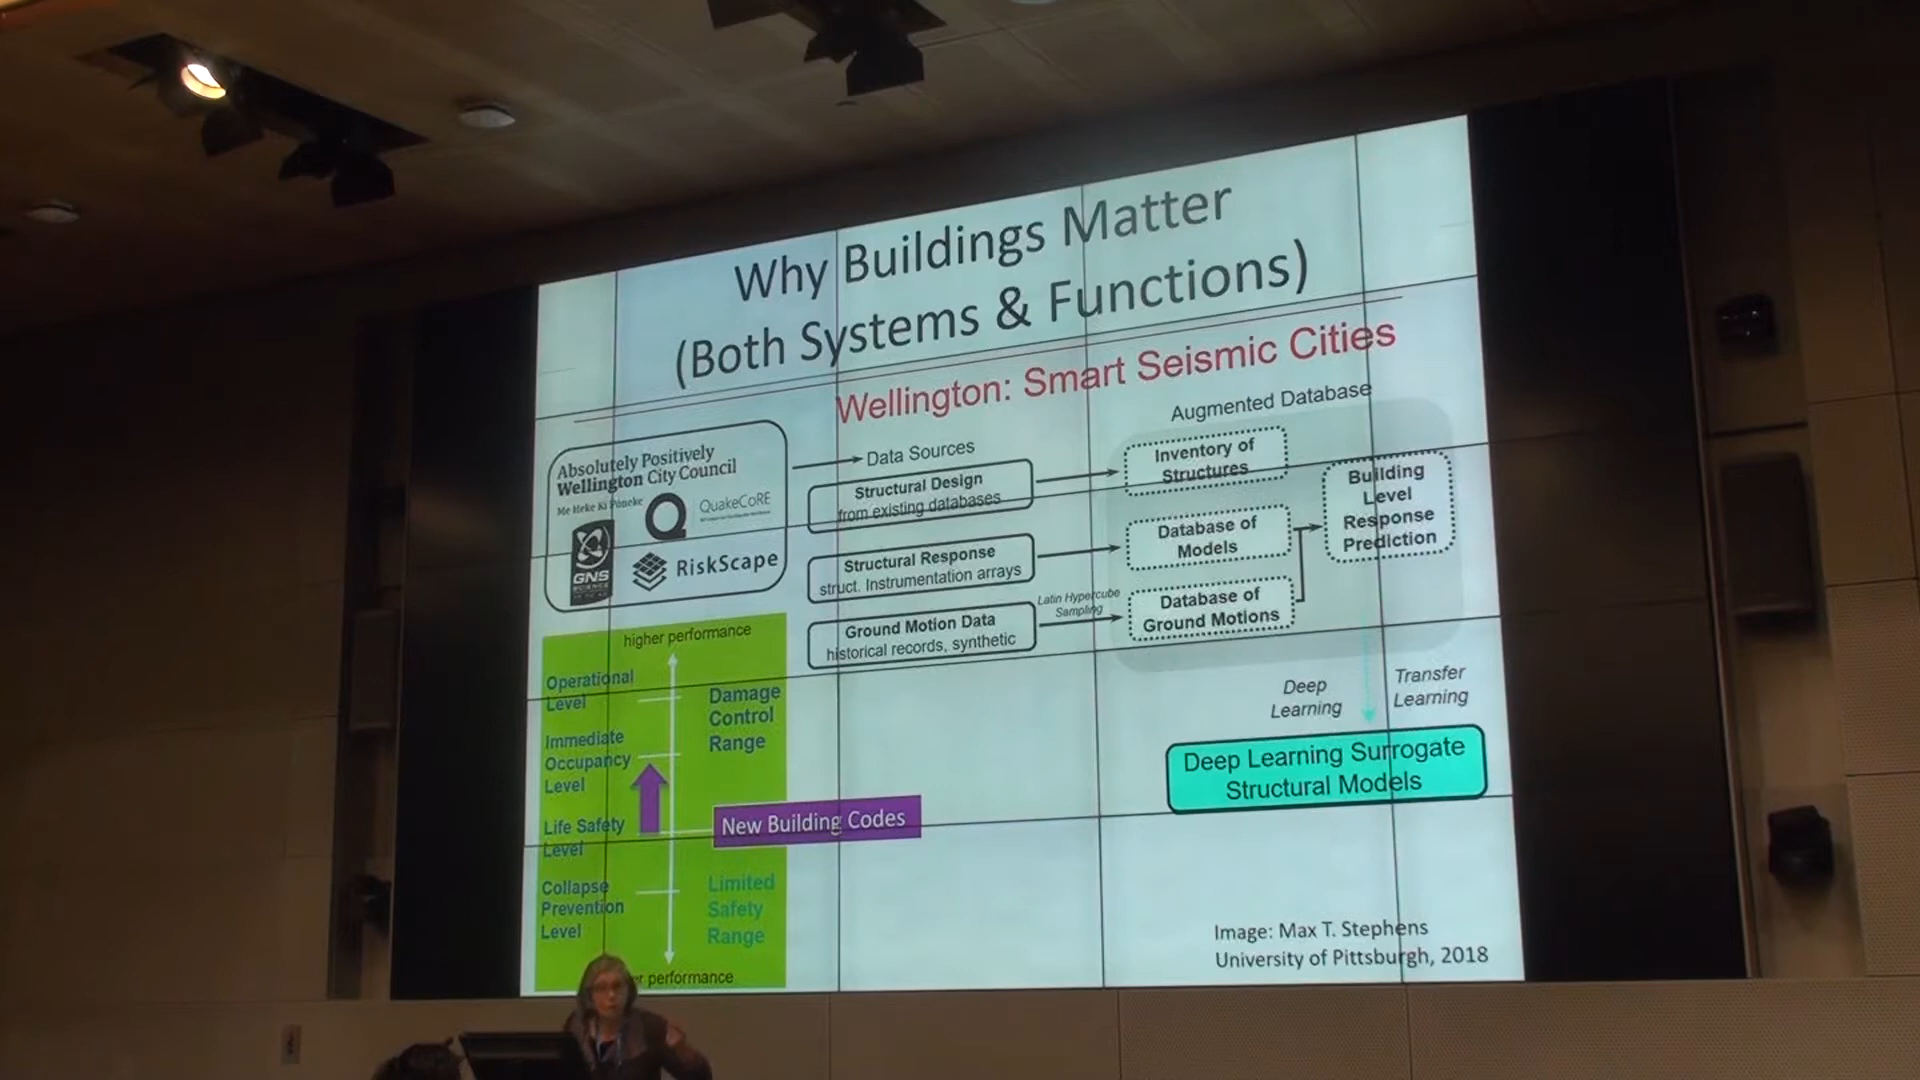 Why Buildings Matter
(Both Systems & Functions)
Wellington: Smart Seismic Cities
Absolutely Positively
Wellington City Council
Me Heke Ki Pōneke
QuakeCoRE
GNS
SCIENCE
RiskScape
Data Sources
Structural Design
from existing databases
Structural Response
struct. Instrumentation arrays
Ground Motion Data
historical records, synthetic
Latin Hypercube
Sampling
Augmented Database
Inventory of
Structures
Database of
Models
Database of
Ground Motions
Building
Level
Response
Prediction
Deep
Learning
Transfer
Learning
Deep Learning Surrogate
Structural Models
higher performance
Operational
Level
Damage
Control
Range
Immediate
Occupancy
Level
Life Safety
Level
New Building Codes
Collapse
Prevention
Level
Limited
Safety
Range
r performance
Image: Max T. Stephens
University of Pittsburgh, 2018